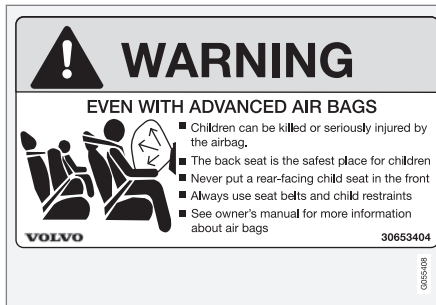 WARNING
EVEN WITH ADVANCED AIR BAGS
■ Children can be killed or seriously injured by
the airbag.
■ The back seat is the safest place for children
■ Never put a rear-facing child seat in the front
■ Always use seat belts and child restraints
■ See owner's manual for more information
about air bags
VOLVO
30653404
G055408